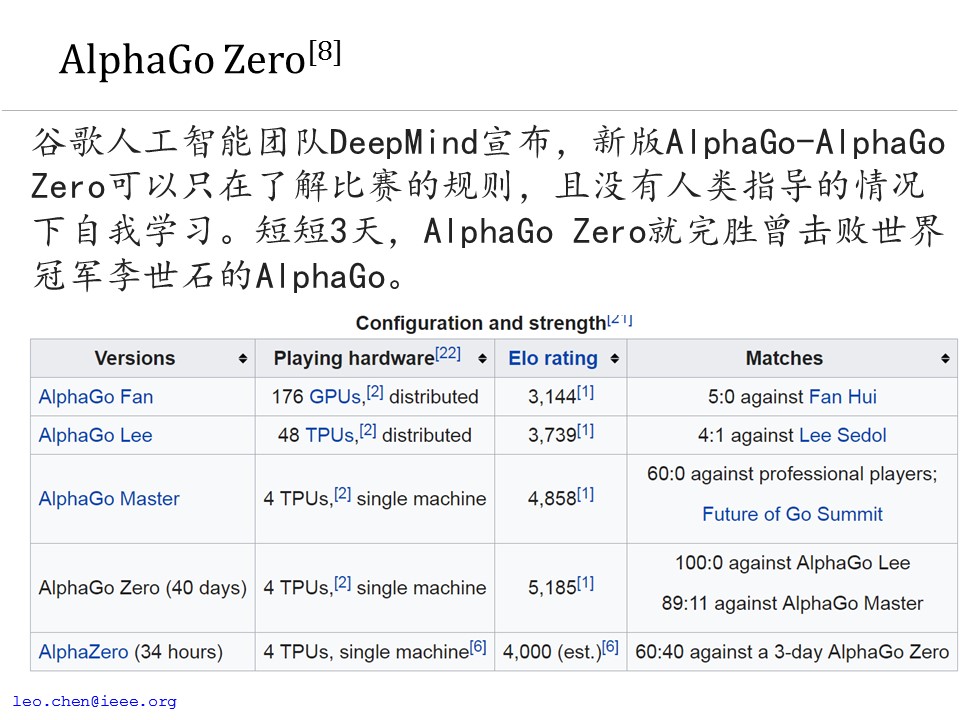 AlphaGo Zero[8]
谷歌人工智能团队DeepMind宣布，新版AlphaGo-AlphaGo
Zero可以只在了解比赛的规则，且没有人类指导的情况
下自我学习。短短3天，AlphaGo Zero就完胜曾击败世界
冠军李世石的AlphaGo。
Configuration and strength[21]
Versions Playing hardware[22] Elo rating Matches
AlphaGo Fan 176 GPUs,[2] distributed 3,144[1] 5:0 against Fan Hui
AlphaGo Lee 48 TPUs,[2] distributed 3,739[1] 4:1 against Lee Sedol
AlphaGo Master 4 TPUs,[2] single machine 4,858[1] 60:0 against professional players;
Future of Go Summit
AlphaGo Zero (40 days) 4 TPUs,[2] single machine 5,185[1] 100:0 against AlphaGo Lee
89:11 against AlphaGo Master
AlphaZero (34 hours) 4 TPUs, single machine[6] 4,000 (est.)[6] 60:40 against a 3-day AlphaGo Zero
leo.chen@ieee.org